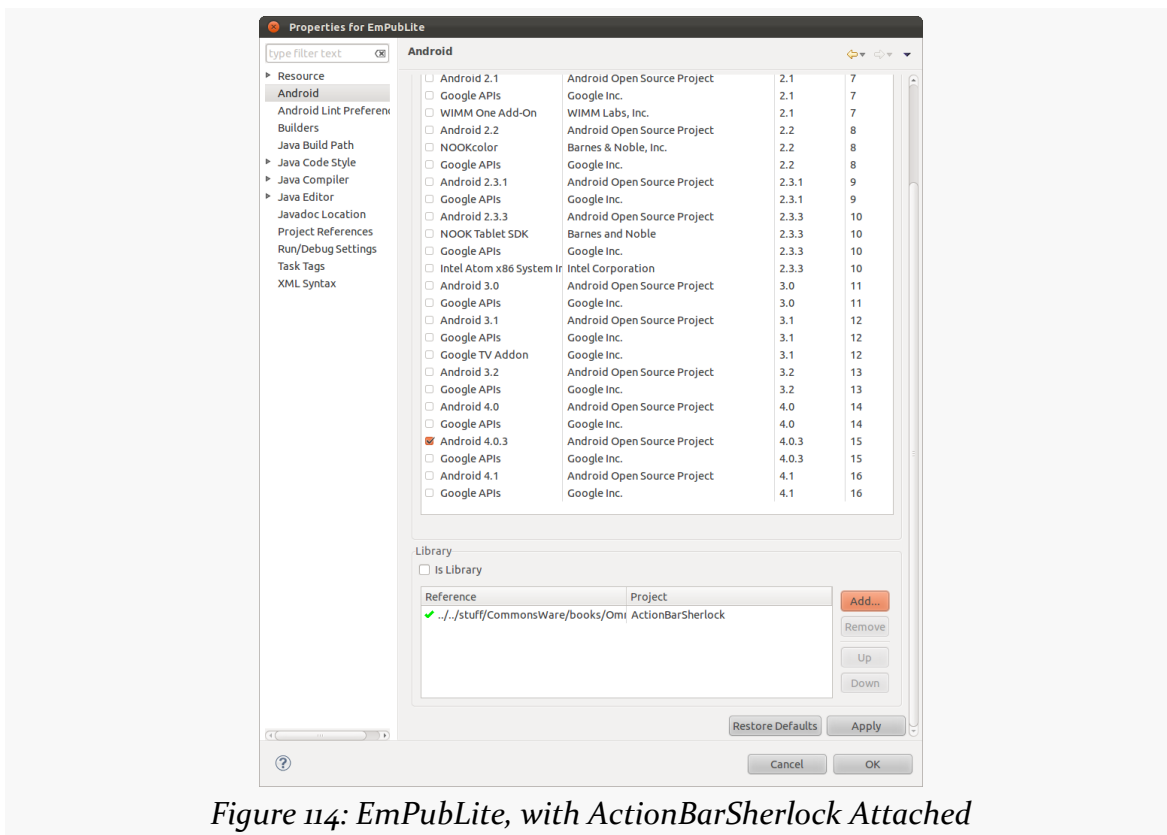 Properties for EmPubLite
type filter text
Android
Resource
Android
Android Lint Preferen
Builders
Java Build Path
Java Code Style
Java Compiler
Java Editor
Javadoc Location
Project References
Run/Debug Settings
Task Tags
XML Syntax
Android 2.1 Android Open Source Project 2.1 7
Google APIs Google Inc. 2.1 7
WIMM One Add-On WIMM Labs, Inc. 2.1 7
Android 2.2 Android Open Source Project 2.2 8
NOOKcolor Barnes & Noble, Inc. 2.2 8
Google APIs Google Inc. 2.2 8
Android 2.3.1 Android Open Source Project 2.3.1 9
Google APIs Google Inc. 2.3.1 9
Android 2.3.3 Android Open Source Project 2.3.3 10
NOOK Tablet SDK Barnes and Noble 2.3.3 10
Google APIs Google Inc. 2.3.3 10
Intel Atom x86 System Ir Intel Corporation 2.3.3 10
Android 3.0 Android Open Source Project 3.0 11
Google APIs Google Inc. 3.0 11
Android 3.1 Android Open Source Project 3.1 12
Google APIs Google Inc. 3.1 12
Google TV Addon Google Inc. 3.1 12
Android 3.2 Android Open Source Project 3.2 13
Google APIs Google Inc. 3.2 13
Android 4.0 Android Open Source Project 4.0 14
Google APIs Google Inc. 4.0 14
Android 4.0.3 Android Open Source Project 4.0.3 15
Google APIs Google Inc. 4.0.3 15
Android 4.1 Android Open Source Project 4.1 16
Google APIs Google Inc. 4.1 16
Library
Is Library
Reference Project
../../stuff/CommonsWare/books/Omi ActionBarSherlock
Add...
Remove
Up
Down
Restore Defaults Apply
Cancel OK
Figure 114: EmPubLite, with ActionBarSherlock Attached